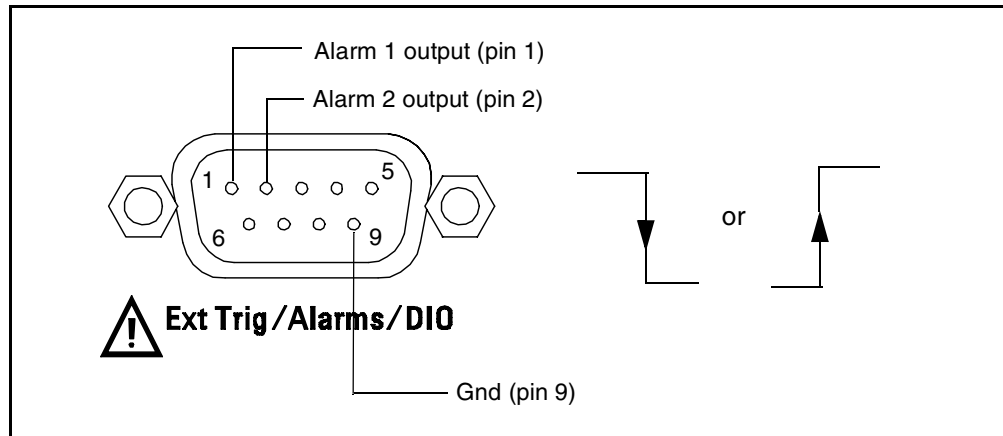 Alarm 1 output (pin 1)
Alarm 2 output (pin 2)
1
5
6
9
or
! Ext Trig/Alarms/DIO
Gnd (pin 9)